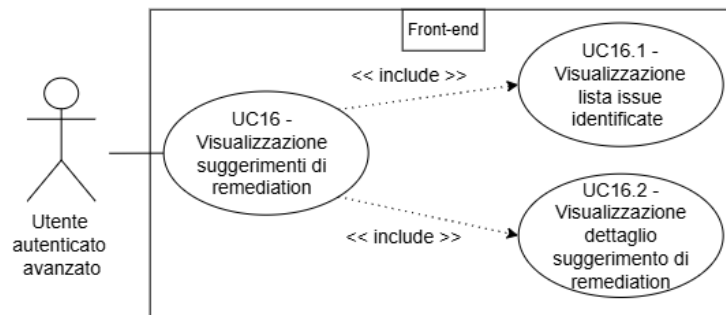 Front-end
UC16.1 -
Visualizzazione
lista issue
identificate
<< include >>
UC16 -
Visualizzazione
suggerimenti di
remediation
UC16.2 -
Visualizzazione
dettaglio
suggerimento di
remediation
<< include >>
Utente
autenticato
avanzato